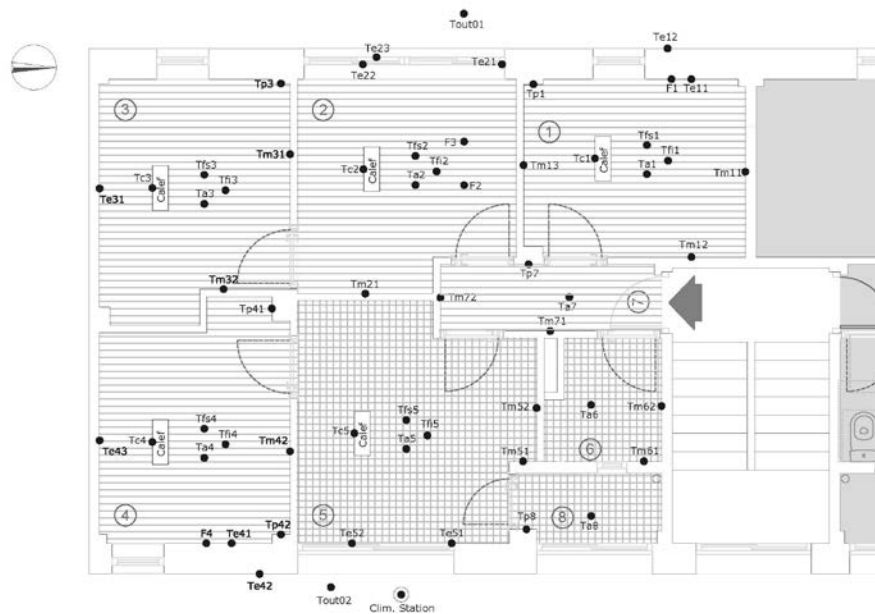 Tout01
Te12
Te23
Te22
Te21
Tp3
Tp1
F1 Te11
3
2
1
Tfs3
Tfi3
Tc3
Calef
Ta3
Te31
Tm31
Tfs2
F3
Tfi2
Tc2
Calef
Ta2
F2
Tfs1
Tfi1
Tc1
Calef
Ta1
Tm13
Tm11
Tm12
Tp7
Tm32
Tm21
Tp41
Tm72
Ta7
7
Tm71
Tfs4
Tfi4
Tc4
Calef
Ta4
Te43
Tm42
Tfs5
Tfi5
Tc5
Calef
Ta5
Tm52
Tm51
Ta6
Tm62
6
Tm61
4
Tp42
F4 Te41
5
Te52
Te51
Tp8
8
Ta8
Te42
Tout02
Clim. Station